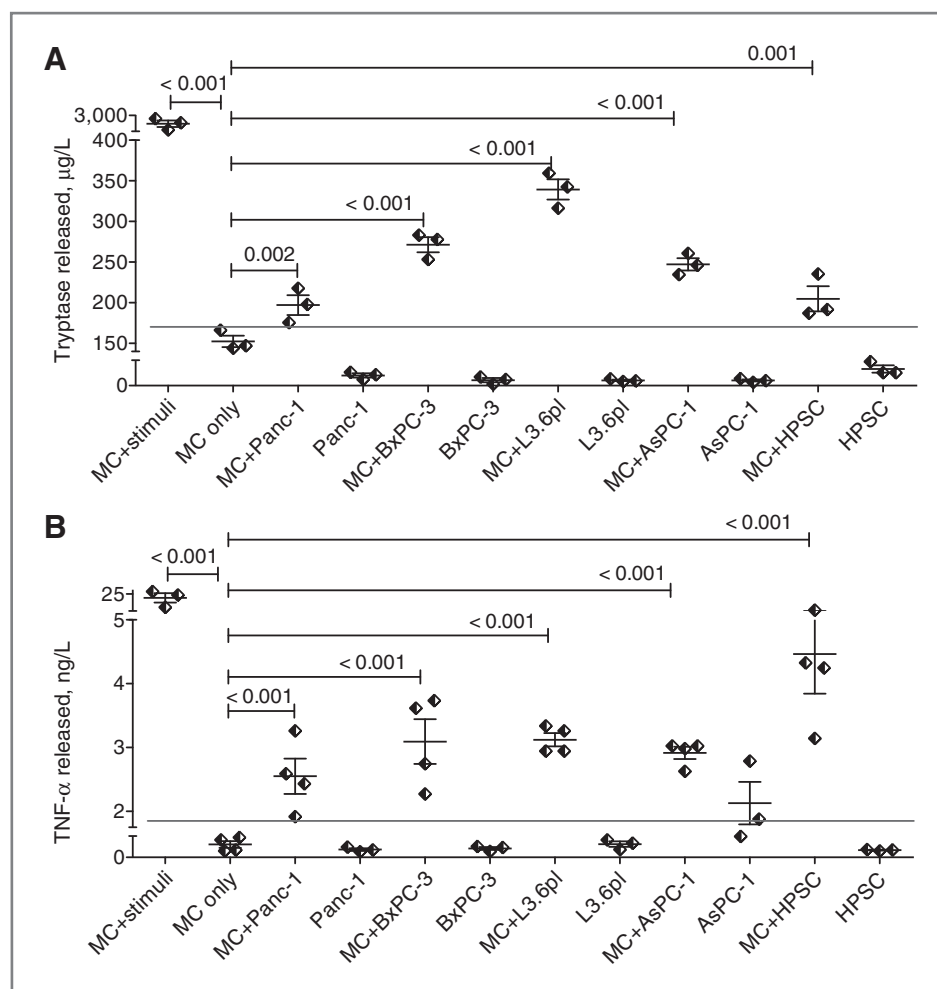 A
0.001
< 0.001
< 0.001
< 0.001
< 0.001
0.002
Tryptase released, µg/L
3,000
400
350
300
250
200
150
0
MC+stimuli
MC only
MC+Panc-1
Panc-1
MC+BxPC-3
BxPC-3
MC+L3.6pl
L3.6pl
MC+AsPC-1
AsPC-1
MC+HPSC
HPSC
B
< 0.001
< 0.001
< 0.001
< 0.001
< 0.001
< 0.001
TNF-α released, ng/L
25
5
4
3
2
0
MC+stimuli
MC only
MC+Panc-1
Panc-1
MC+BxPC-3
BxPC-3
MC+L3.6pl
L3.6pl
MC+AsPC-1
AsPC-1
MC+HPSC
HPSC